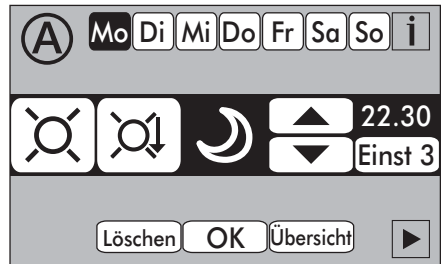 A Mo Di Mi Do Fr Sa So i
22.30
Einst 3
Löschen OK Übersicht